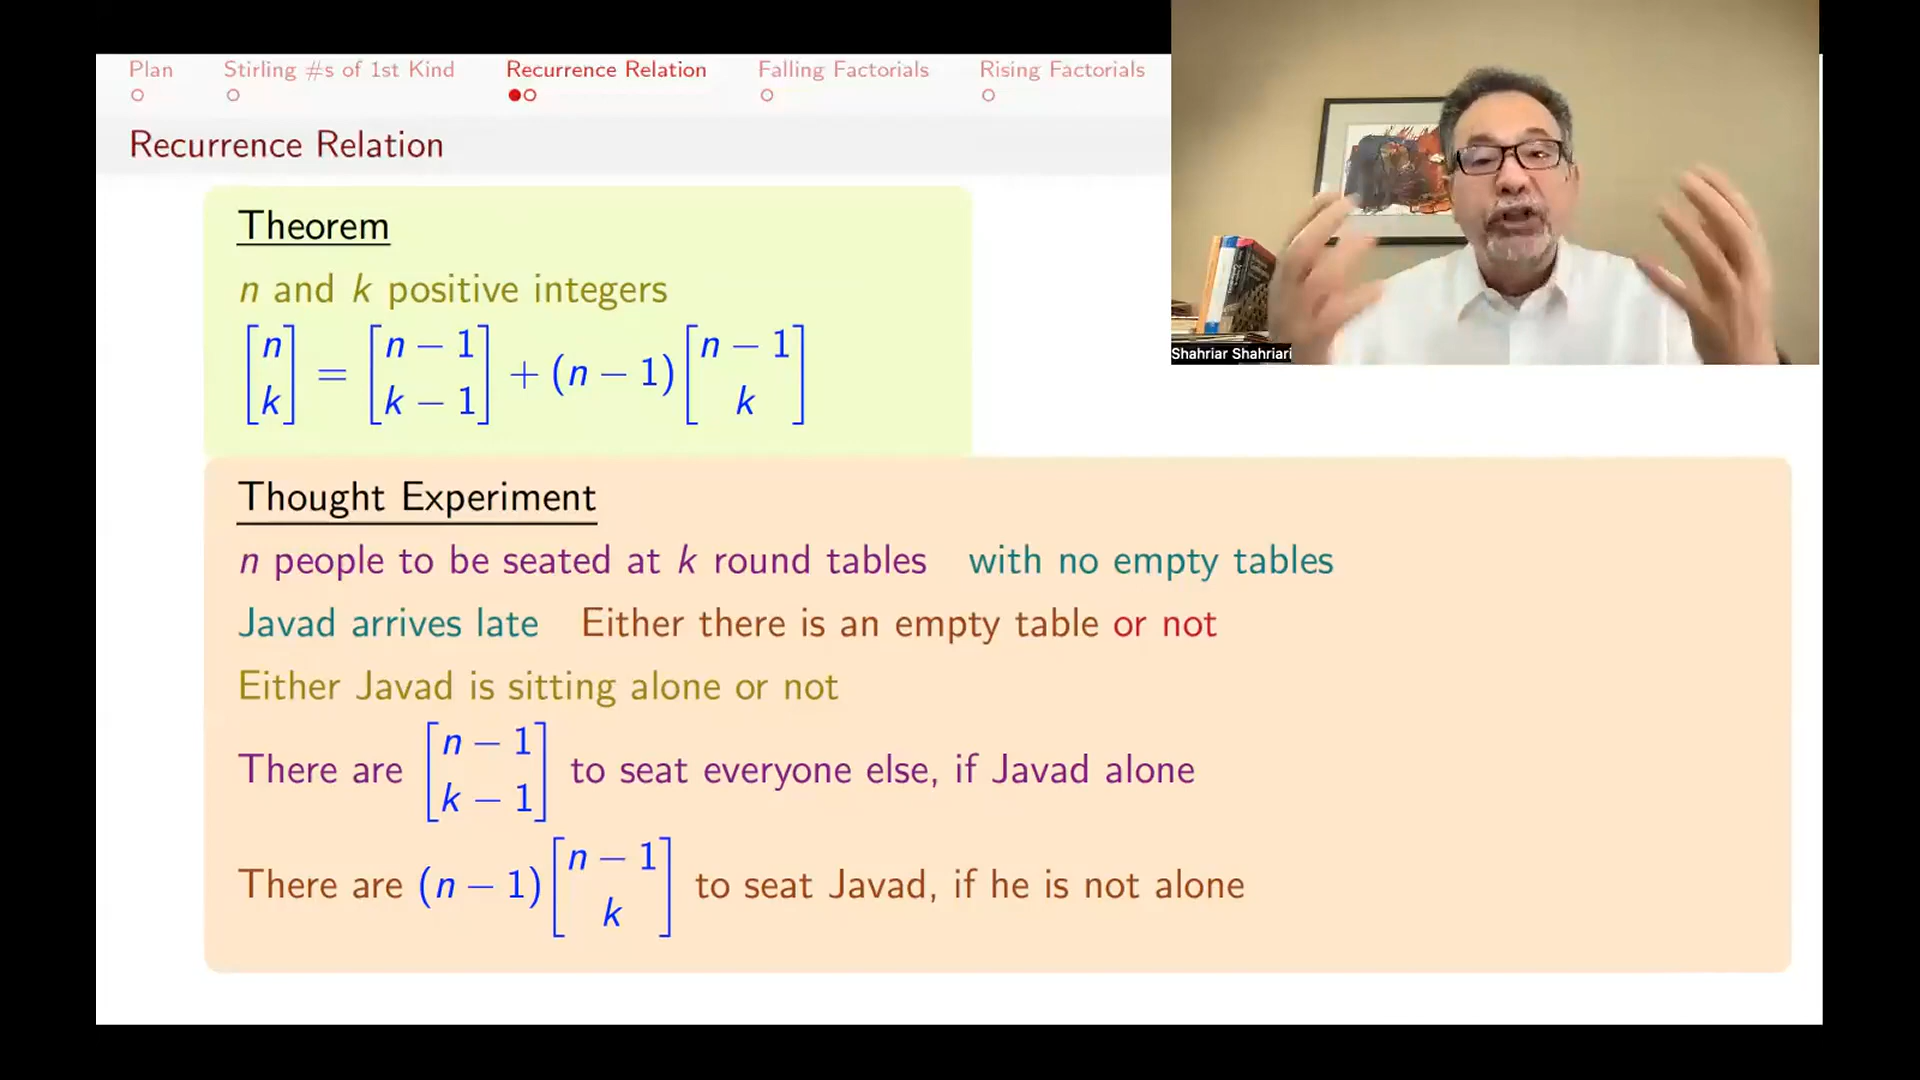 Plan Stirling #s of 1st Kind Recurrence Relation Falling Factorials Rising Factorials
Recurrence Relation
Shahriar Shahriari
Theorem
n and k positive integers
[n k] = [n − 1 k − 1] + (n − 1)[n − 1 k]
Thought Experiment
n people to be seated at k round tables with no empty tables
Javad arrives late Either there is an empty table or not
Either Javad is sitting alone or not
There are [n − 1 k − 1] to seat everyone else, if Javad alone
There are (n − 1)[n − 1 k] to seat Javad, if he is not alone